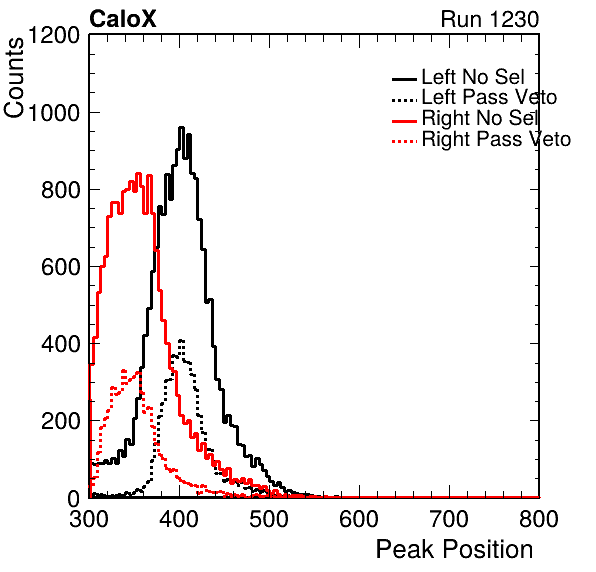 CaloX Run 1230
Counts
1200
1000
800
600
400
200
0
Left No Sel
Left Pass Veto
Right No Sel
Right Pass Veto
300 400 500 600 700 800
Peak Position